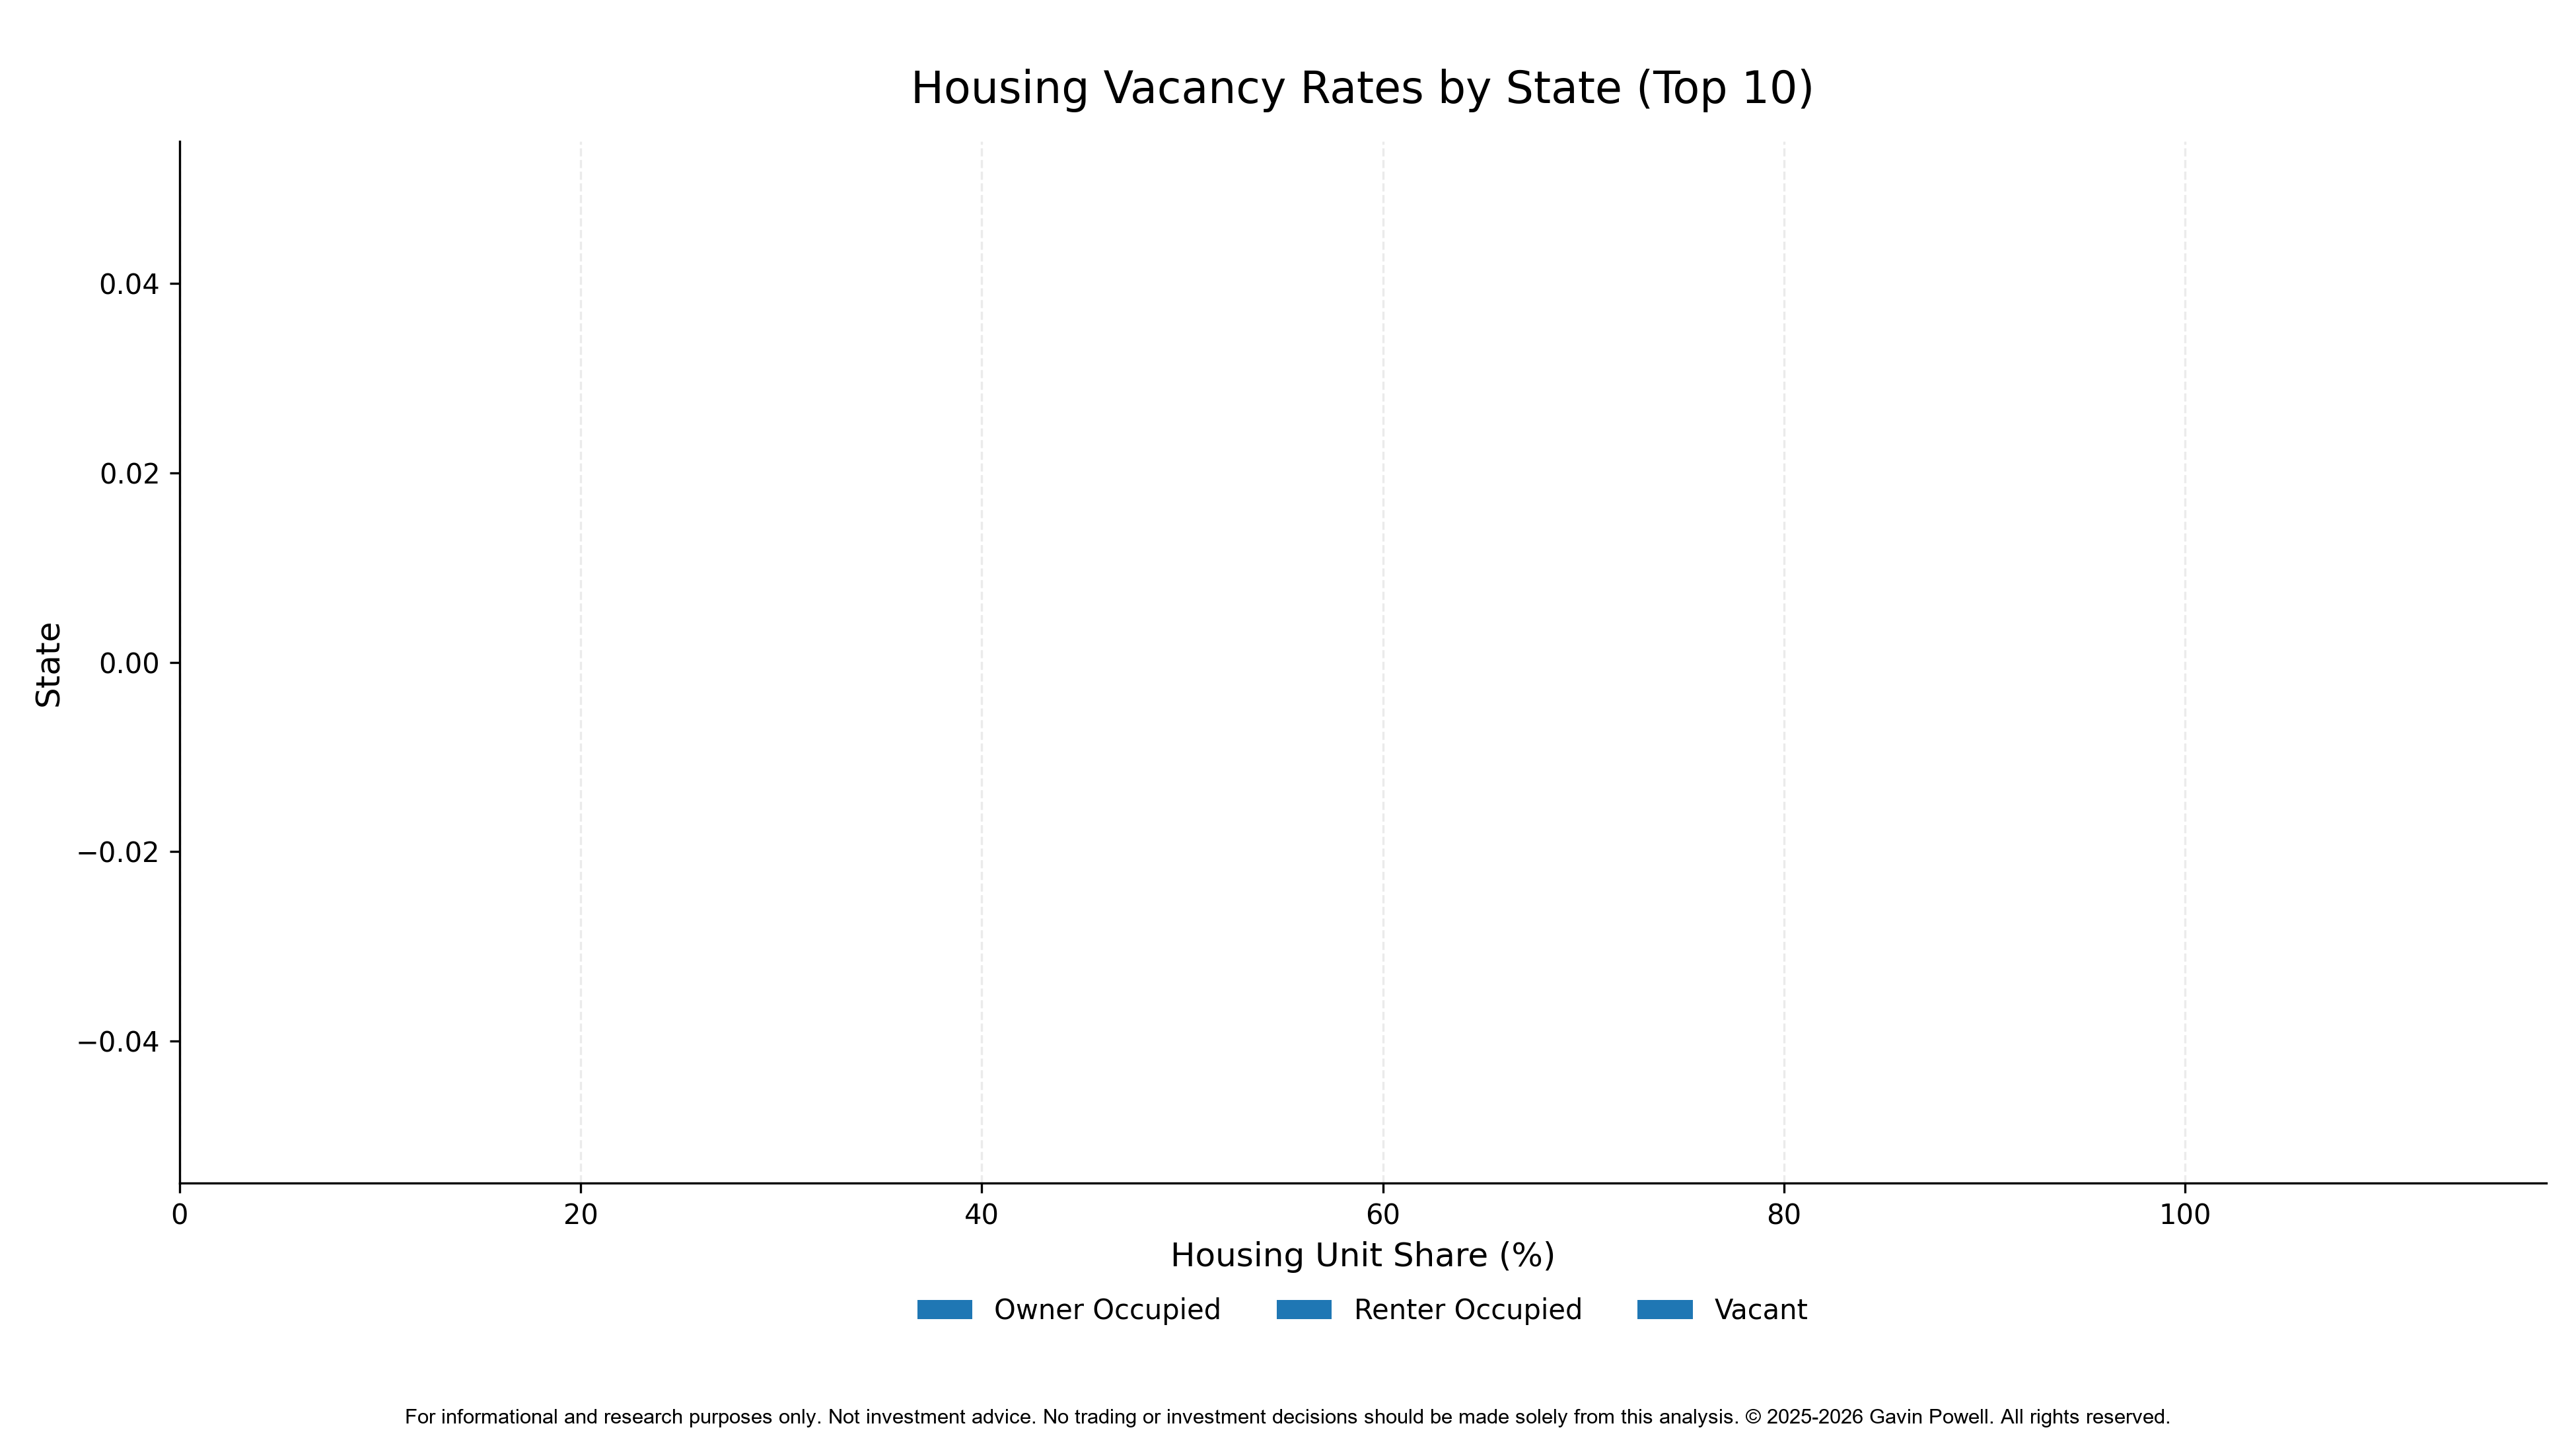 Housing Vacancy Rates by State (Top 10)
0.04
0.02
0.00
−0.02
−0.04
State
0 20 40 60 80 100
Housing Unit Share (%)
Owner Occupied Renter Occupied Vacant
For informational and research purposes only. Not investment advice. No trading or investment decisions should be made solely from this analysis. © 2025-2026 Gavin Powell. All rights reserved.